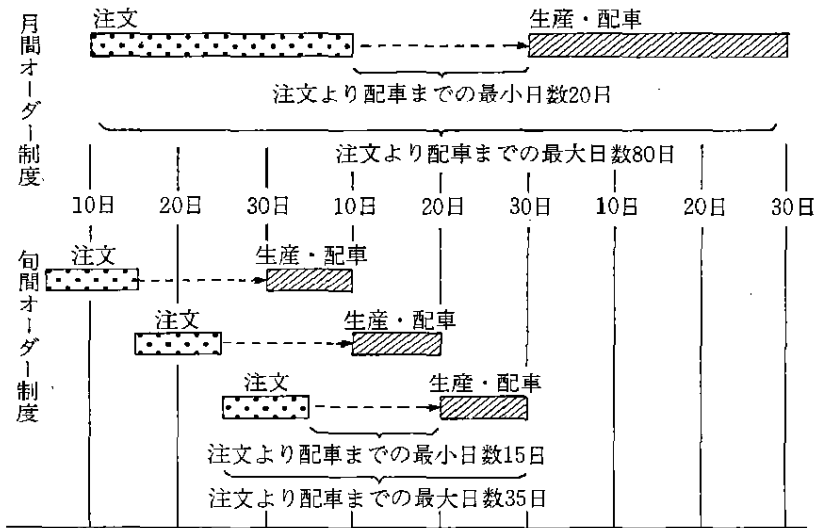 月間オーダー制度
注文
生産・配車
注文より配車までの最小日数20日
注文より配車までの最大日数80日
10日 20日 30日 10日 20日 30日 10日 20日 30日
旬間オーダー制度
注文
生産・配車
注文
生産・配車
注文
生産・配車
注文より配車までの最小日数15日
注文より配車までの最大日数35日